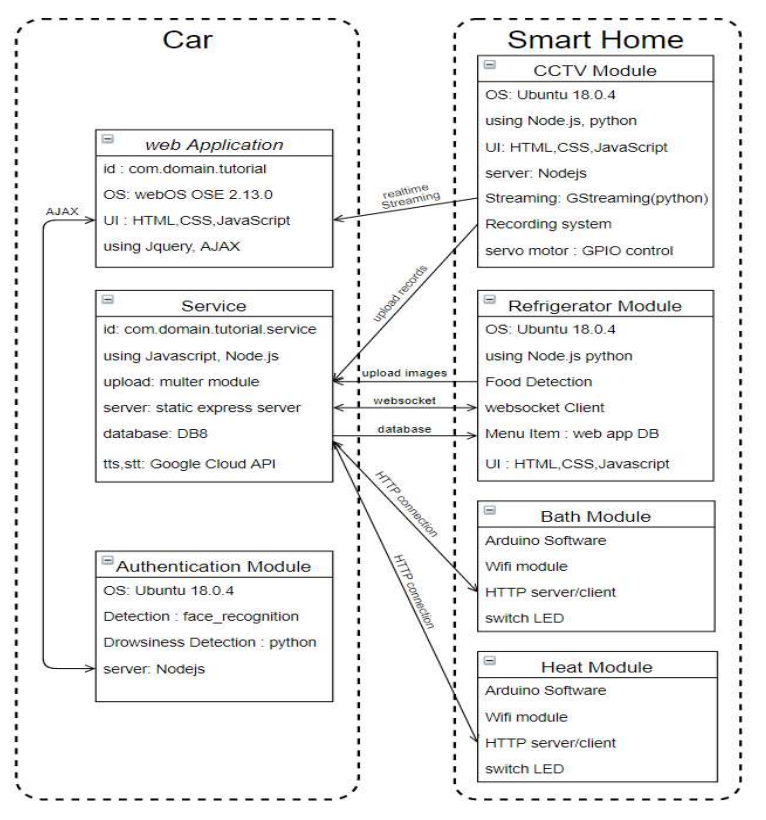 Car
web Application
id : com.domain.tutorial
OS: webOS OSE 2.13.0
UI : HTML,CSS,JavaScript
using Jquery, AJAX
AJAX
Service
id: com.domain.tutorial.service
using Javascript, Node.js
upload: multer module
server: static express server
database: DB8
tts,stt: Google Cloud API
Authentication Module
OS: Ubuntu 18.0.4
Detection : face_recognition
Drowsiness Detection : python
server: Nodejs
realtime
Streaming
upload records
upload images
websocket
database
HTTP connection
HTTP connection
Smart Home
CCTV Module
OS: Ubuntu 18.0.4
using Node.js, python
UI: HTML,CSS,JavaScript
server: Nodejs
Streaming: GStreaming(python)
Recording system
servo motor : GPIO control
Refrigerator Module
OS: Ubuntu 18.0.4
using Node.js python
Food Detection
websocket Client
Menu Item : web app DB
UI : HTML,CSS,Javascript
Bath Module
Arduino Software
Wifi module
HTTP server/client
switch LED
Heat Module
Arduino Software
Wifi module
HTTP server/client
switch LED